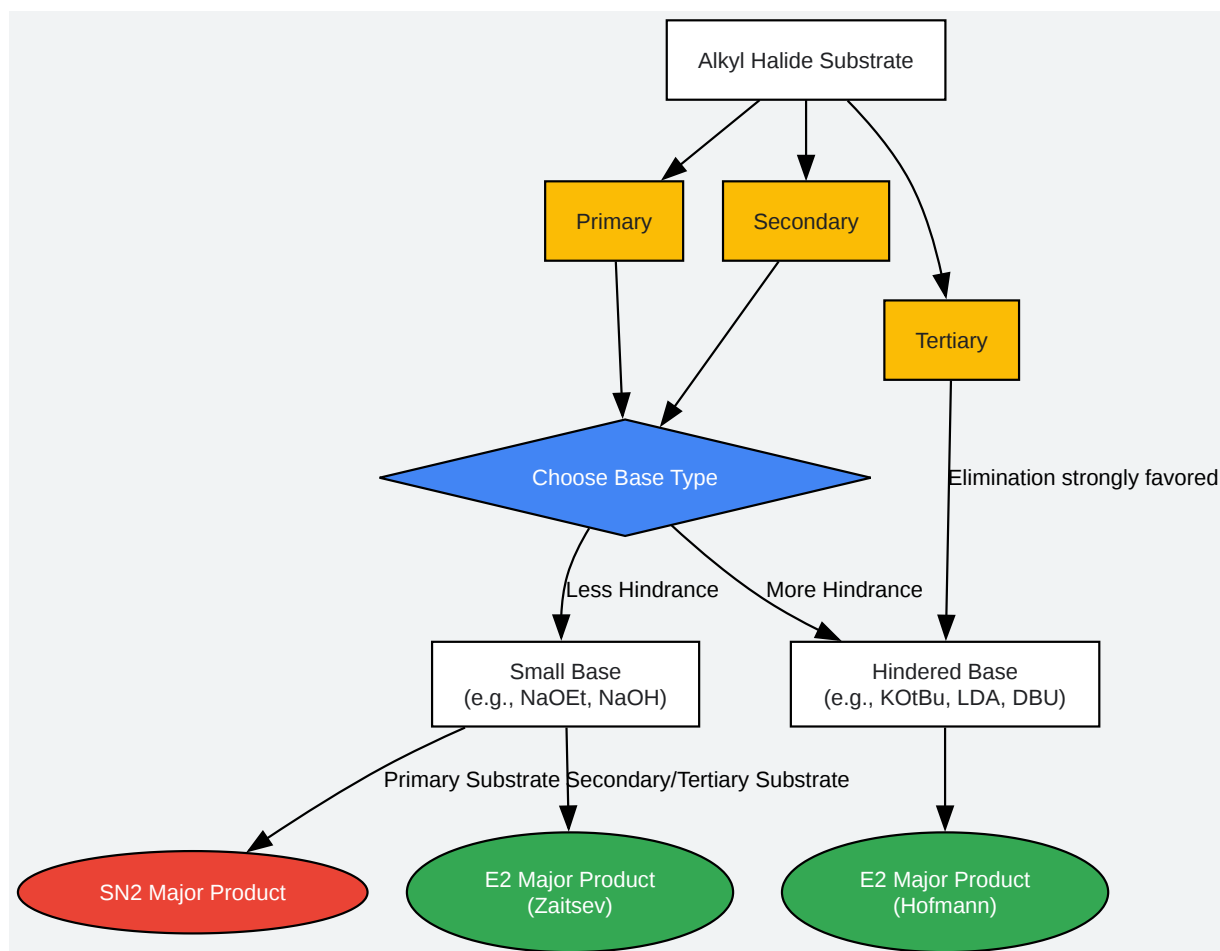 Alkyl Halide Substrate
Primary
Secondary
Tertiary
Choose Base Type
Elimination strongly favored
Less Hindrance
More Hindrance
Small Base
(e.g., NaOEt, NaOH)
Hindered Base
(e.g., KOtBu, LDA, DBU)
Primary Substrate
Secondary/Tertiary Substrate
SN2 Major Product
E2 Major Product
(Zaitsev)
E2 Major Product
(Hofmann)